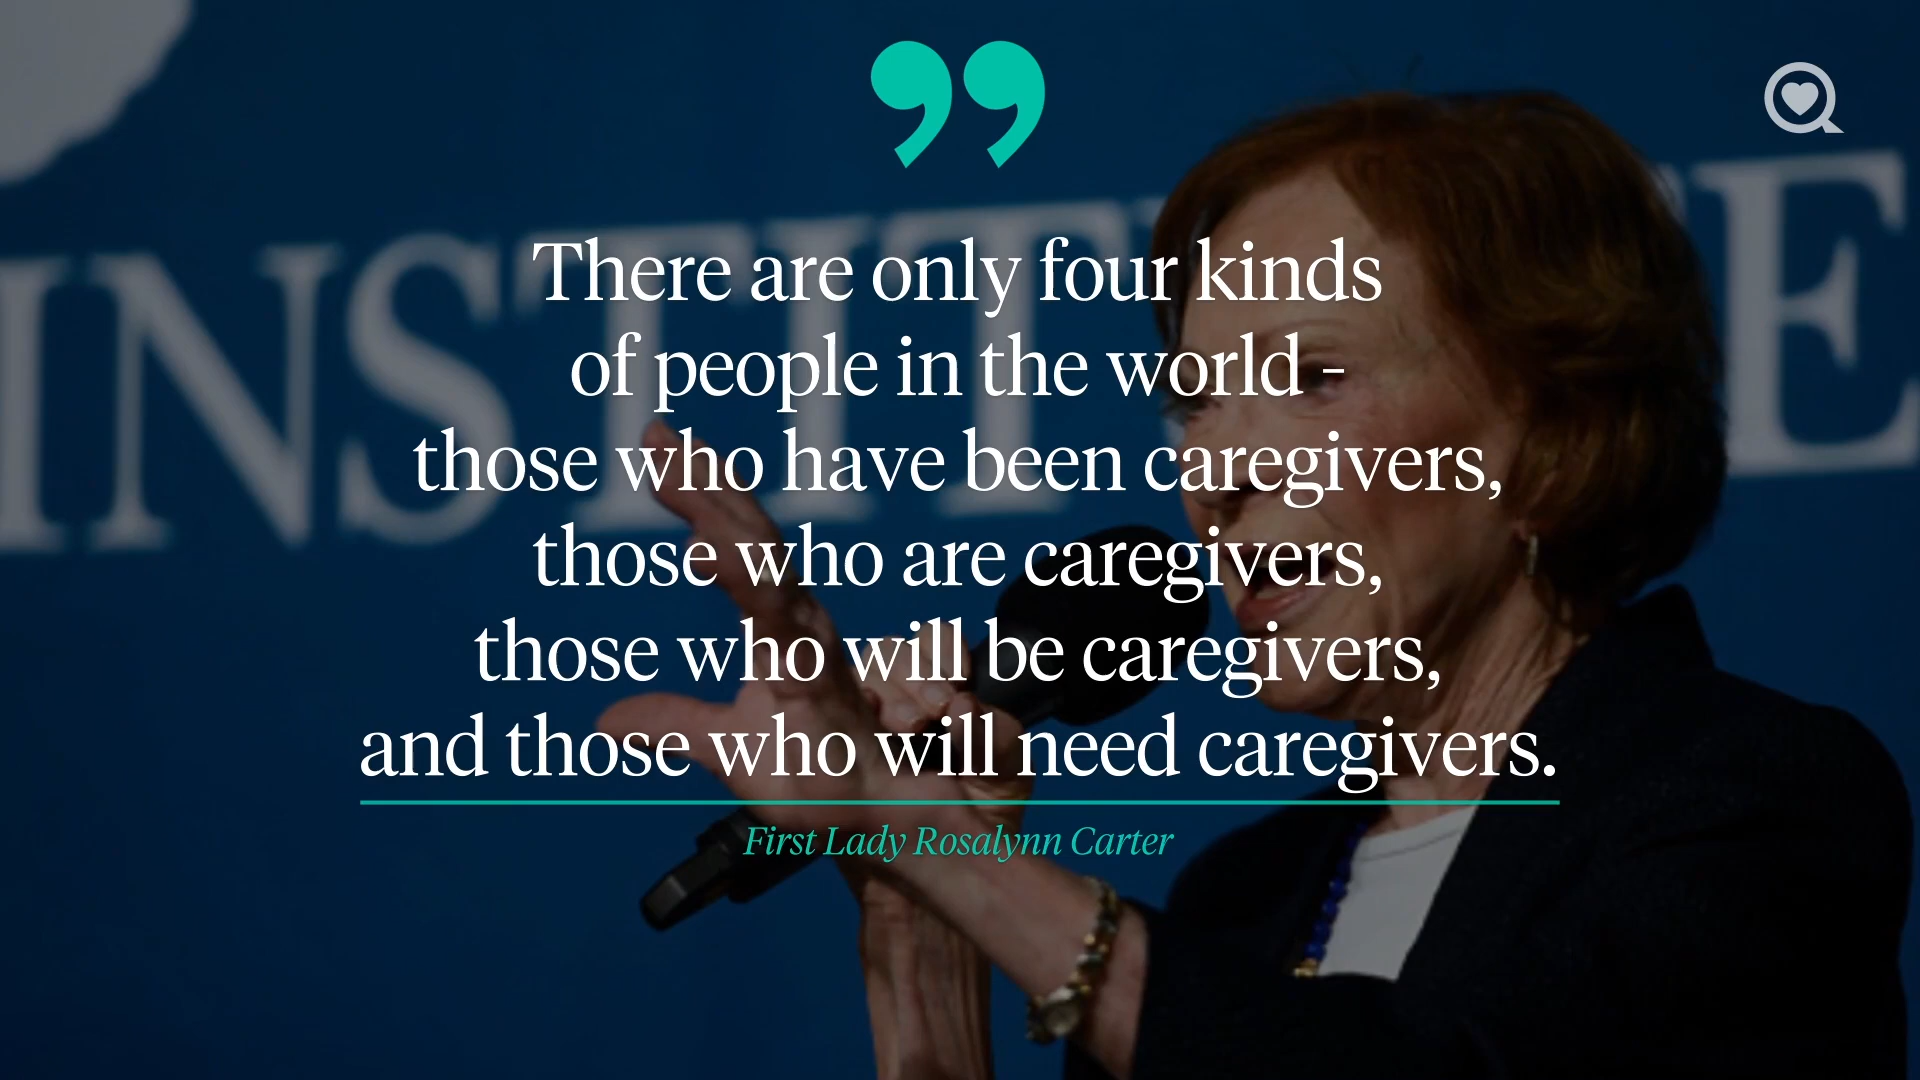 ”
There are only four kinds
of people in the world -
those who have been caregivers,
those who are caregivers,
those who will be caregivers,
and those who will need caregivers.
First Lady Rosalynn Carter
INSTIT E